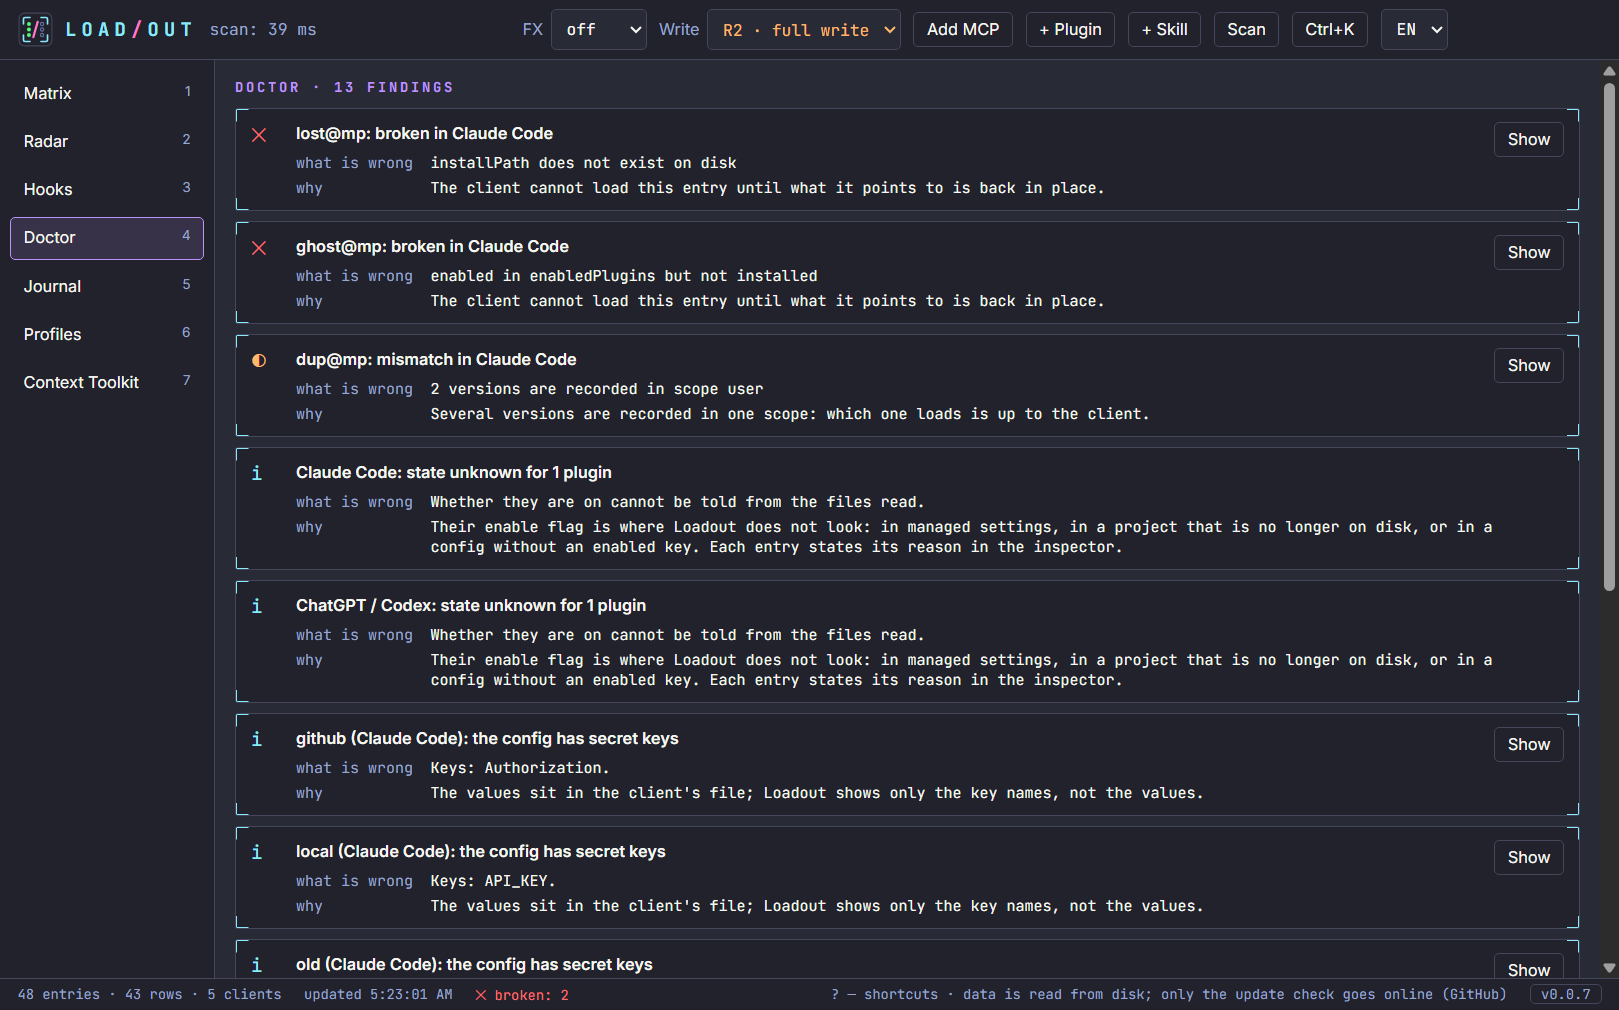 LOAD/OUT scan: 39 ms FX off Write R2 · full write Add MCP + Plugin + Skill Scan Ctrl+K EN
Matrix 1
Radar 2
Hooks 3
Doctor 4
Journal 5
Profiles 6
Context Toolkit 7
DOCTOR · 13 FINDINGS
lost@mp: broken in Claude Code Show
what is wrong installPath does not exist on disk
why The client cannot load this entry until what it points to is back in place.
ghost@mp: broken in Claude Code Show
what is wrong enabled in enabledPlugins but not installed
why The client cannot load this entry until what it points to is back in place.
dup@mp: mismatch in Claude Code Show
what is wrong 2 versions are recorded in scope user
why Several versions are recorded in one scope: which one loads is up to the client.
i Claude Code: state unknown for 1 plugin
what is wrong Whether they are on cannot be told from the files read.
why Their enable flag is where Loadout does not look: in managed settings, in a project that is no longer on disk, or in a
config without an enabled key. Each entry states its reason in the inspector.
i ChatGPT / Codex: state unknown for 1 plugin
what is wrong Whether they are on cannot be told from the files read.
why Their enable flag is where Loadout does not look: in managed settings, in a project that is no longer on disk, or in a
config without an enabled key. Each entry states its reason in the inspector.
i github (Claude Code): the config has secret keys Show
what is wrong Keys: Authorization.
why The values sit in the client's file; Loadout shows only the key names, not the values.
i local (Claude Code): the config has secret keys Show
what is wrong Keys: API_KEY.
why The values sit in the client's file; Loadout shows only the key names, not the values.
i old (Claude Code): the config has secret keys Show
48 entries · 43 rows · 5 clients updated 5:23:01 AM ✕ broken: 2 ? — shortcuts · data is read from disk; only the update check goes online (GitHub) v0.0.7